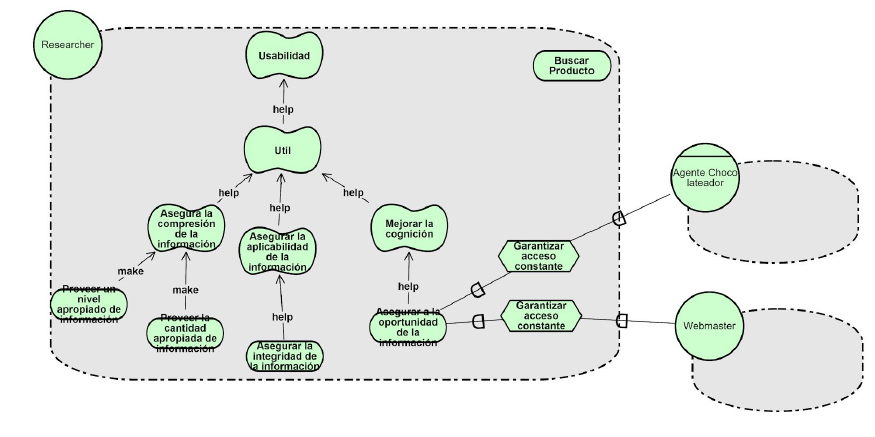 Researcher
Usabilidad
Buscar
Producto
help
Util
help
help
help
Agente Choco
lateador
Asegura la
compresión
de la
información
Asegurar la
aplicabilidad
de la
información
Mejorar la
cognición
Garantizar
acceso
constante
make
make
help
help
Proveer un
nivel
apropiado de
información
Proveer la
cantidad
apropiada de
información
Asegurar la
integridad de
la información
Asegurar a la
oportunidad
de la
información
Garantizar
acceso
constante
Webmaster